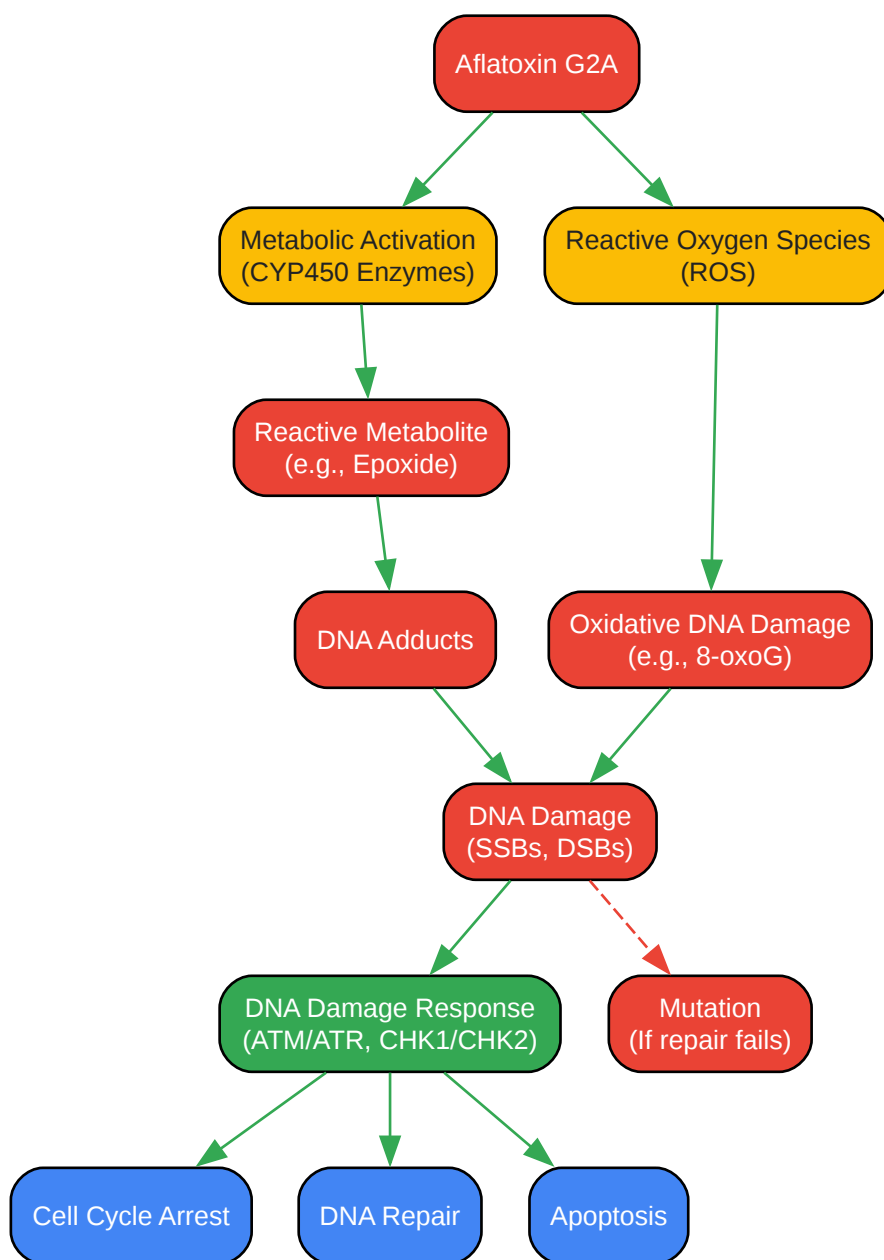 Aflatoxin G2A
Metabolic Activation
(CYP450 Enzymes)
Reactive Oxygen Species
(ROS)
Reactive Metabolite
(e.g., Epoxide)
DNA Adducts
Oxidative DNA Damage
(e.g., 8-oxoG)
DNA Damage
(SSBs, DSBs)
DNA Damage Response
(ATM/ATR, CHK1/CHK2)
Mutation
(If repair fails)
Cell Cycle Arrest
DNA Repair
Apoptosis